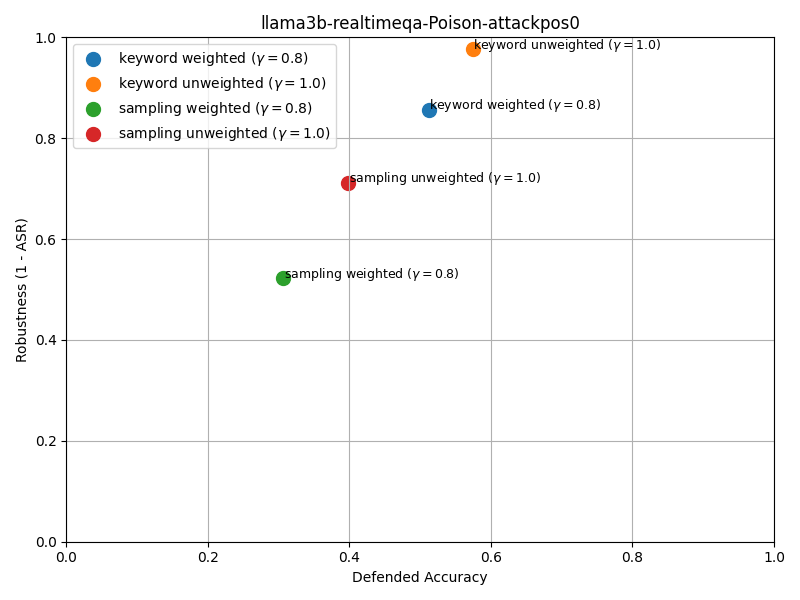 llama3b-realtimeqa-Poison-attackpos0
keyword weighted (γ = 0.8)
keyword unweighted (γ = 1.0)
sampling weighted (γ = 0.8)
sampling unweighted (γ = 1.0)
keyword unweighted (γ = 1.0)
keyword weighted (γ = 0.8)
sampling unweighted (γ = 1.0)
sampling weighted (γ = 0.8)
Robustness (1 - ASR)
1.0
0.8
0.6
0.4
0.2
0.0
0.0 0.2 0.4 0.6 0.8 1.0
Defended Accuracy